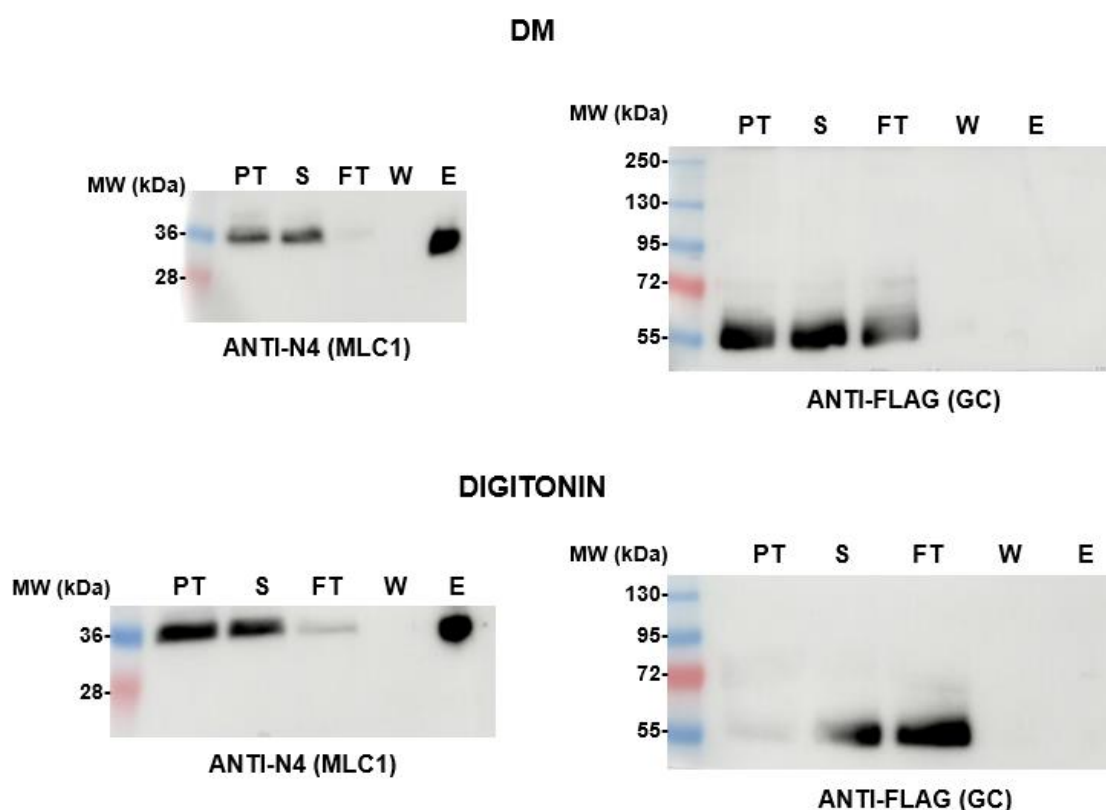 DM
MW (kDa) PT S FT W E
36-
28-
ANTI-N4 (MLC1)
MW (kDa) PT S FT W E
250-
130-
95-
72-
55-
ANTI-FLAG (GC)
DIGITONIN
MW (kDa) PT S FT W E
36-
28-
ANTI-N4 (MLC1)
MW (kDa) PT S FT W E
130-
95-
72-
55-
ANTI-FLAG (GC)